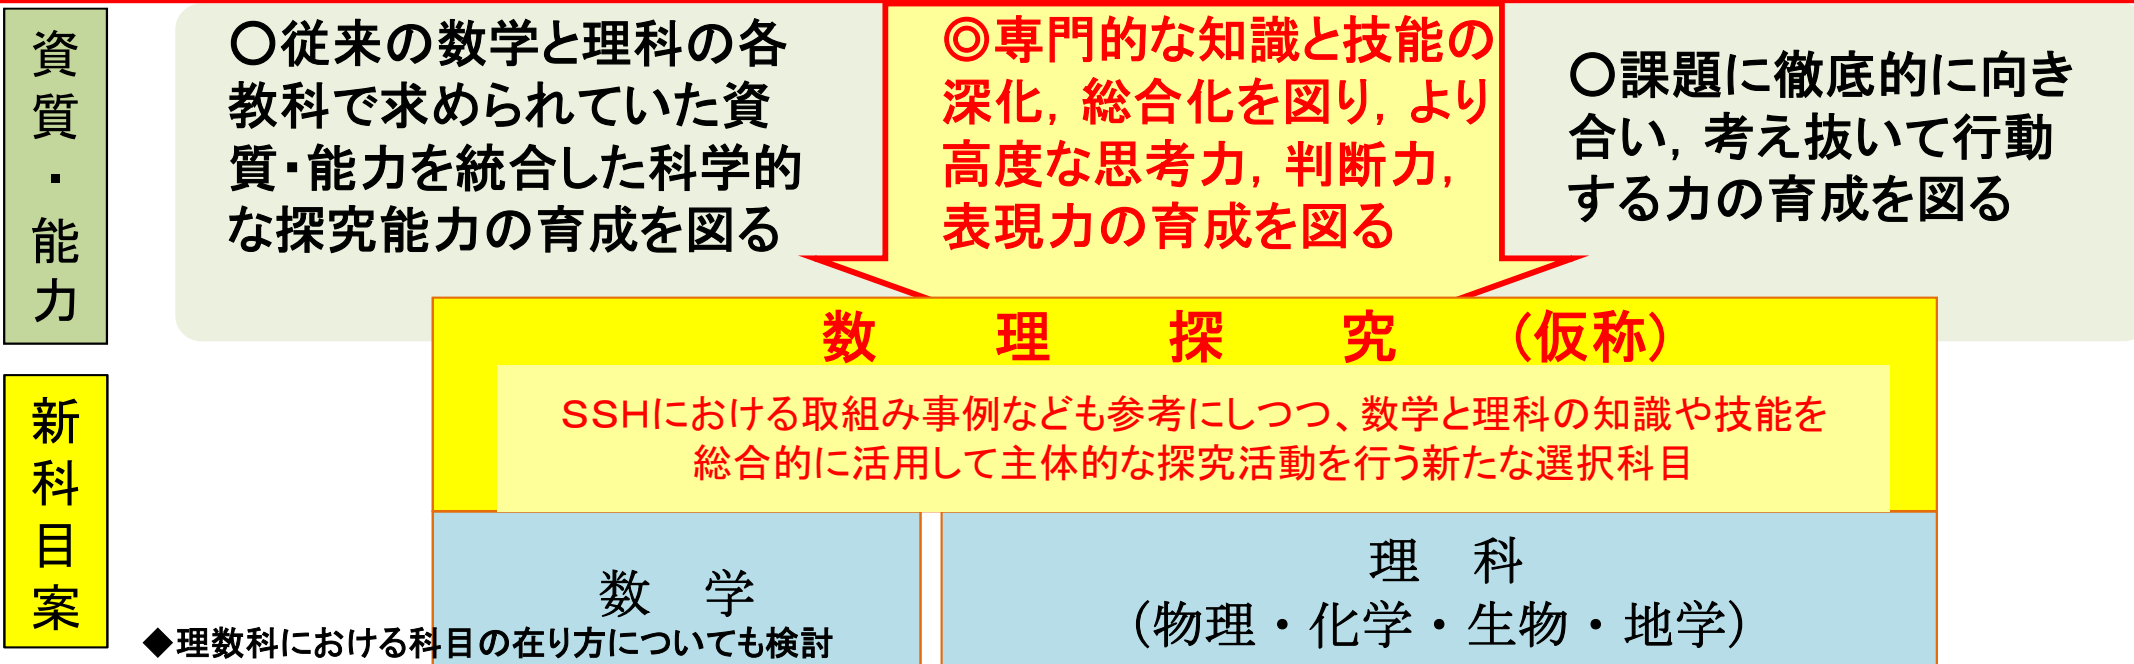 資質・能力
〇従来の数学と理科の各
教科で求められていた資
質・能力を統合した科学的
な探究能力の育成を図る
◎専門的な知識と技能の
深化，総合化を図り，より
高度な思考力，判断力，
表現力の育成を図る
〇課題に徹底的に向き
合い，考え抜いて行動
する力の育成を図る
新科目案
数　理　探　究　（仮称）
ＳＳＨにおける取組み事例なども参考にしつつ、数学と理科の知識や技能を
総合的に活用して主体的な探究活動を行う新たな選択科目
数　学
理　科
（物理・化学・生物・地学）
◆理数科における科目の在り方についても検討